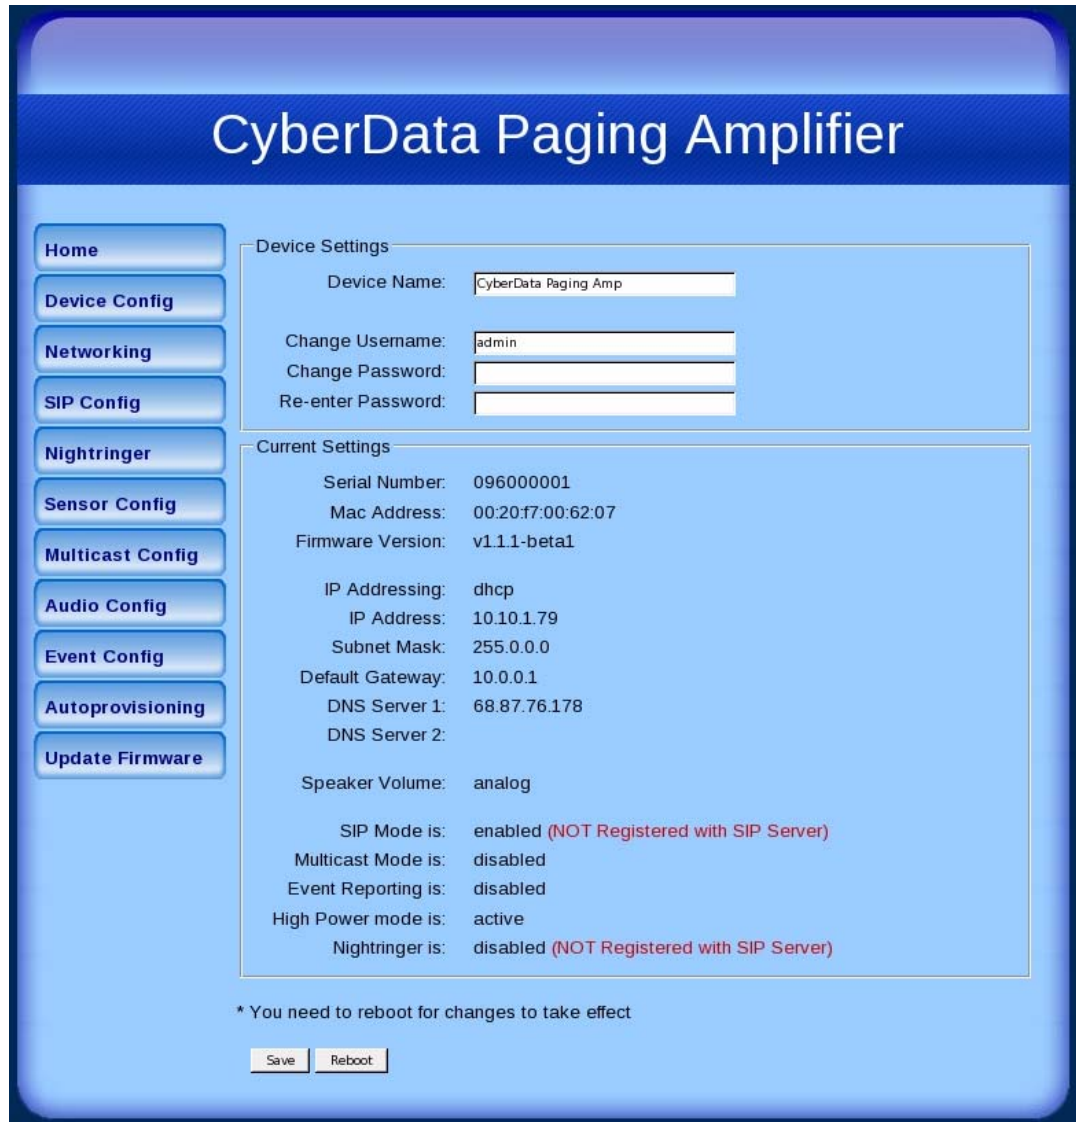 CyberData Paging Amplifier
Home
Device Config
Networking
SIP Config
Nightringer
Sensor Config
Multicast Config
Audio Config
Event Config
Autoprovisioning
Update Firmware
Device Settings
Device Name: CyberData Paging Amp
Change Username: admin
Change Password:
Re-enter Password:
Current Settings
Serial Number: 096000001
Mac Address: 00:20:f7:00:62:07
Firmware Version: v1.1.1-beta1
IP Addressing: dhcp
IP Address: 10.10.1.79
Subnet Mask: 255.0.0.0
Default Gateway: 10.0.0.1
DNS Server 1: 68.87.76.178
DNS Server 2:
Speaker Volume: analog
SIP Mode is: enabled (NOT Registered with SIP Server)
Multicast Mode is: disabled
Event Reporting is: disabled
High Power mode is: active
Nightringer is: disabled (NOT Registered with SIP Server)
* You need to reboot for changes to take effect
Save Reboot